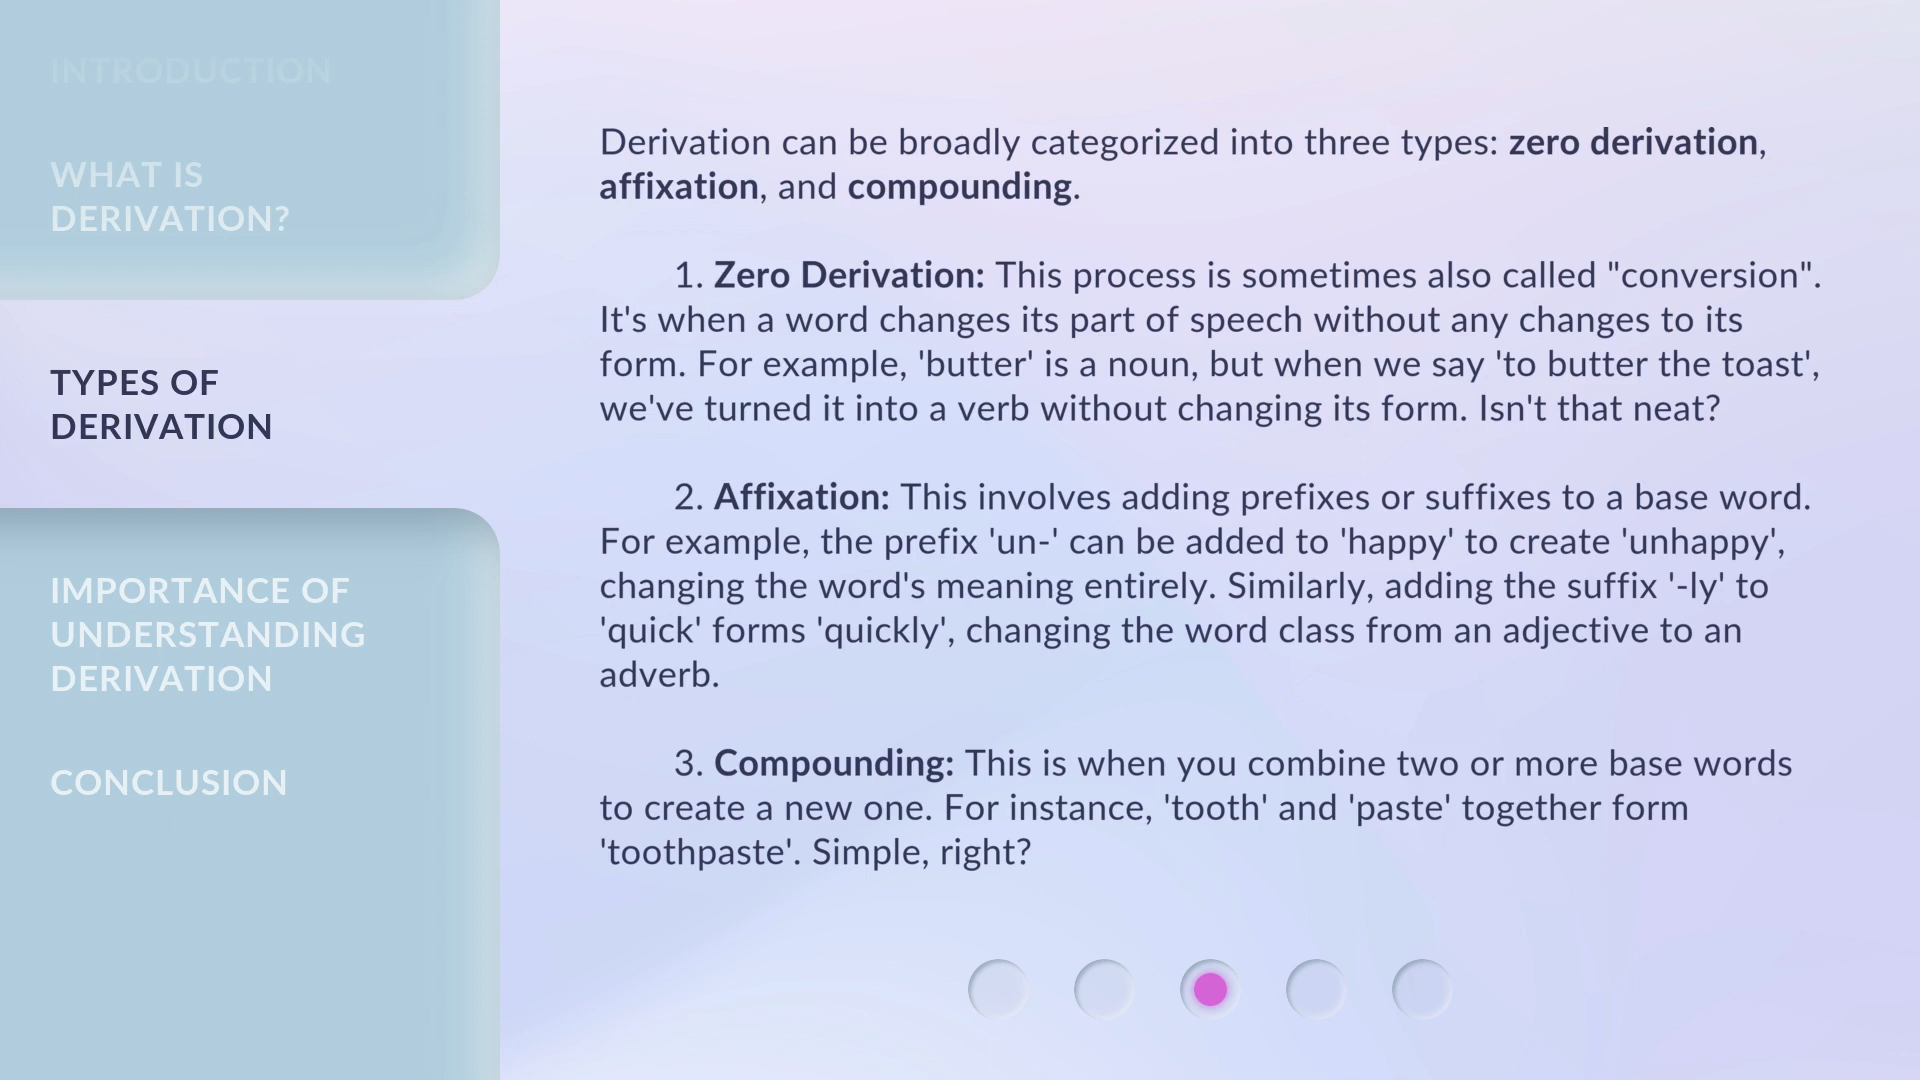 INTRODUCTION
WHAT IS
DERIVATION?
TYPES OF
DERIVATION
IMPORTANCE OF
UNDERSTANDING
DERIVATION
CONCLUSION
Derivation can be broadly categorized into three types: zero derivation,
affixation, and compounding.
1. Zero Derivation: This process is sometimes also called "conversion".
It's when a word changes its part of speech without any changes to its
form. For example, 'butter' is a noun, but when we say 'to butter the toast',
we've turned it into a verb without changing its form. Isn't that neat?
2. Affixation: This involves adding prefixes or suffixes to a base word.
For example, the prefix 'un-' can be added to 'happy' to create 'unhappy',
changing the word's meaning entirely. Similarly, adding the suffix '-ly' to
'quick' forms 'quickly', changing the word class from an adjective to an
adverb.
3. Compounding: This is when you combine two or more base words
to create a new one. For instance, 'tooth' and 'paste' together form
'toothpaste'. Simple, right?